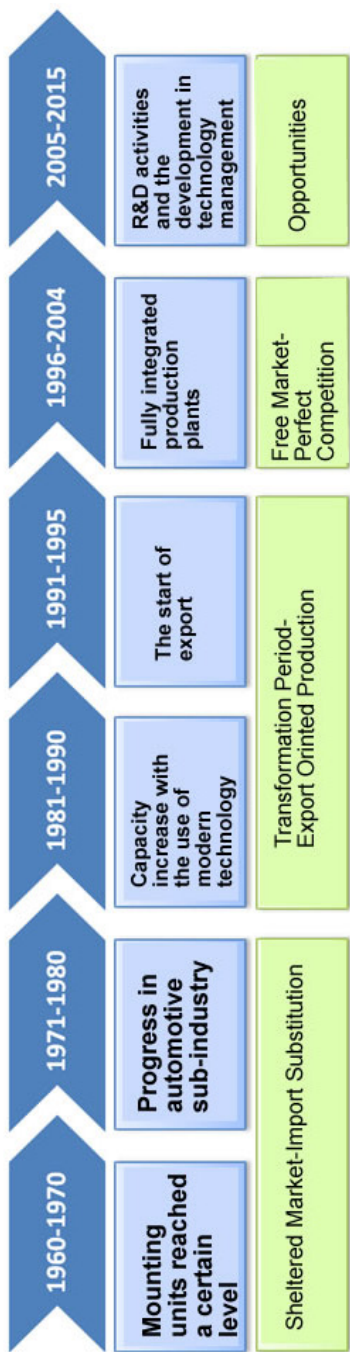 1960-1970
1971-1980
1981-1990
1991-1995
1996-2004
2005-2015
Mounting
units reached
a certain
level
Progress in
automotive
sub-industry
Capacity
increase with
the use of
modern
technology
The start of
export
Fully integrated
production
plants
R&D activities
and the
development in
technology
management
Sheltered Market-Import Substitution
Transformation Period-
Export Orinted Production
Free Market-
Perfect
Competition
Opportunities